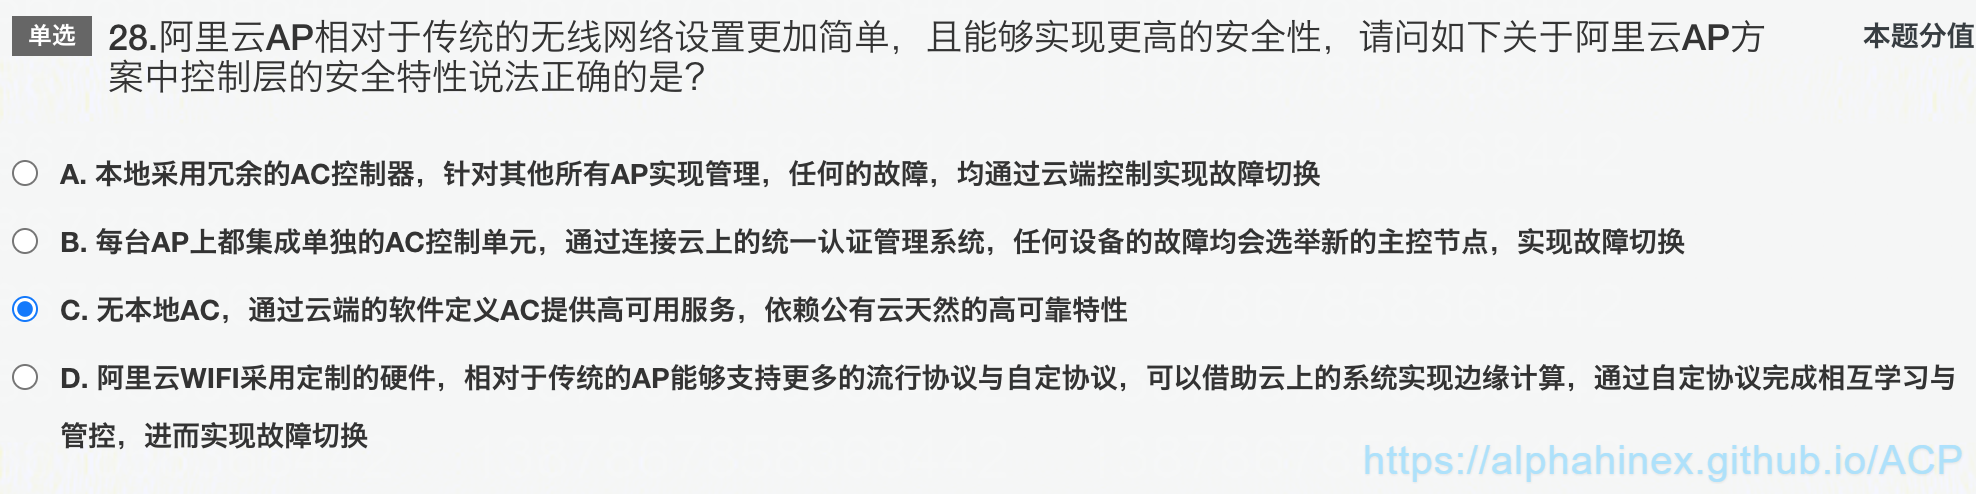 单选 28.阿里云AP相对于传统的无线网络设置更加简单，且能够实现更高的安全性，请问如下关于阿里云AP方 本题分值
案中控制层的安全特性说法正确的是？
A. 本地采用冗余的AC控制器，针对其他所有AP实现管理，任何的故障，均通过云端控制实现故障切换
B. 每台AP上都集成单独的AC控制单元，通过连接云上的统一认证管理系统，任何设备的故障均会选举新的主控节点，实现故障切换
C. 无本地AC，通过云端的软件定义AC提供高可用服务，依赖公有云天然的高可靠特性
D. 阿里云WIFI采用定制的硬件，相对于传统的AP能够支持更多的流行协议与自定协议，可以借助云上的系统实现边缘计算，通过自定协议完成相互学习与
管控，进而实现故障切换
https://alphahinex.github.io/ACP